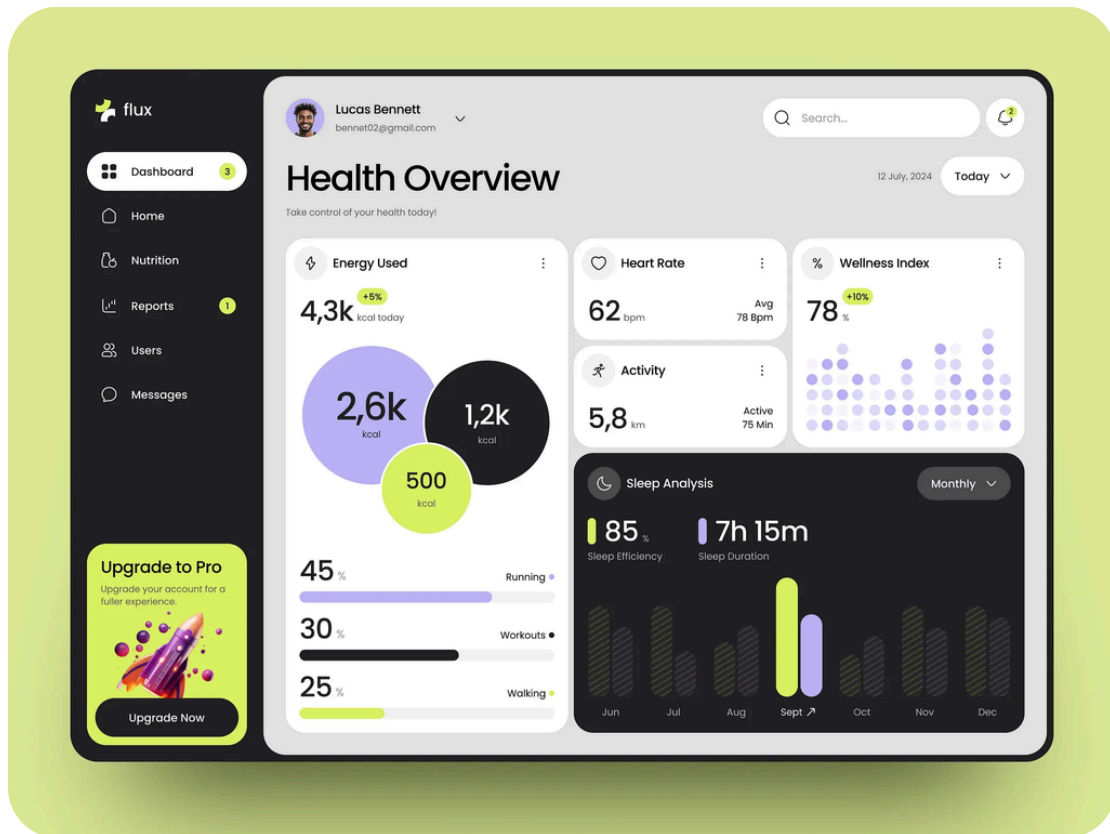 flux
Dashboard 3
Home
Nutrition
Reports 1
Users
Messages
Upgrade to Pro
Upgrade your account for a
fuller experience.
Upgrade Now
Lucas Bennett
bennet02@gmail.com
Search...
2
Health Overview
Take control of your health today!
12 July, 2024
Today
Energy Used
4,3k +5%
kcal today
2,6k
kcal
1,2k
kcal
500
kcal
45 %
Running
30 %
Workouts
25 %
Walking
Heart Rate
62 bpm
Avg
78 Bpm
Activity
5,8 km
Active
75 Min
% Wellness Index
78 % +10%
Sleep Analysis
Monthly
85 %
Sleep Efficiency
7h 15m
Sleep Duration
Jun Jul Aug Sept ↗ Oct Nov Dec